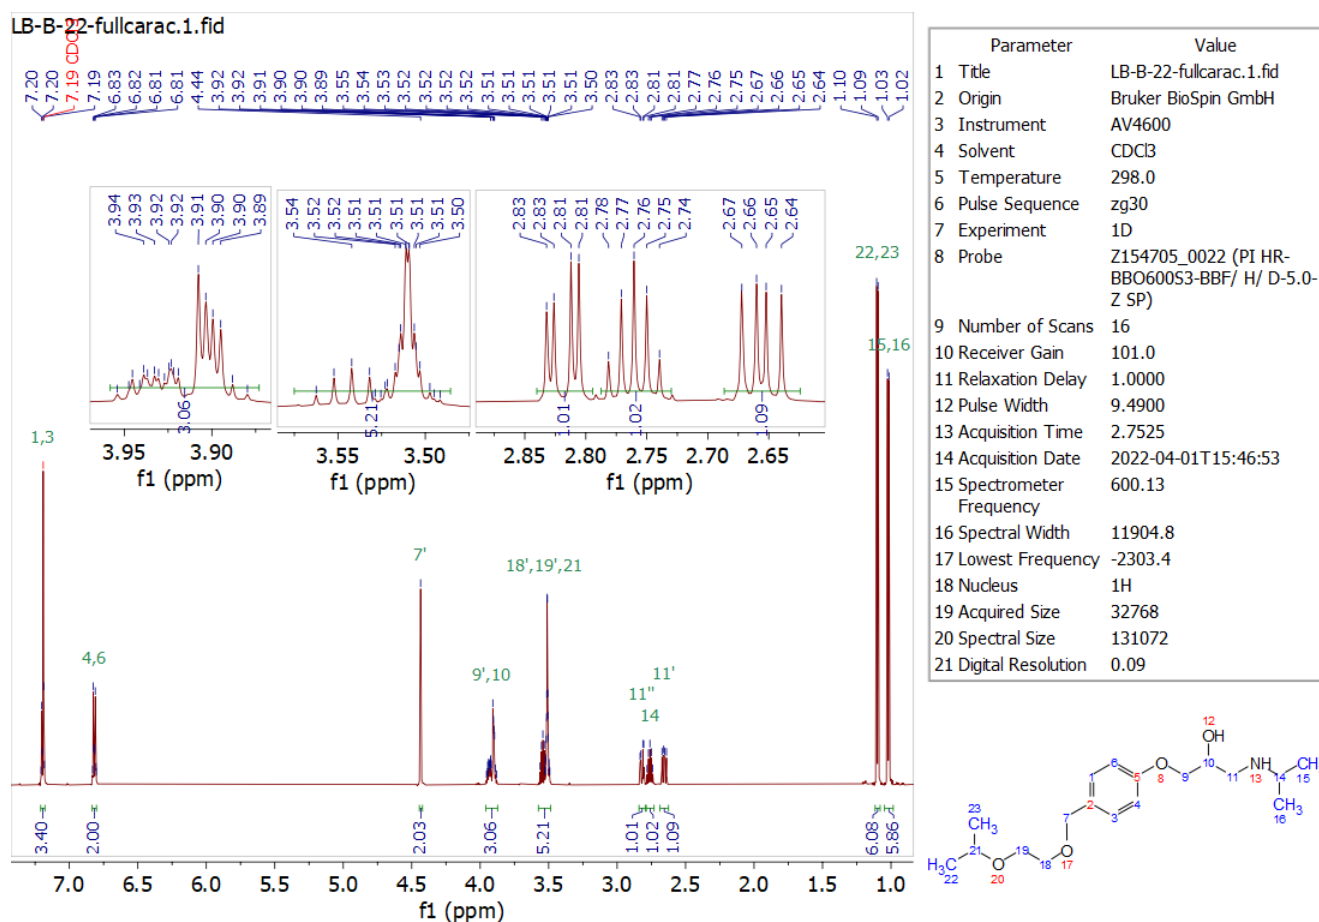 LB-B-22-fullcarac.1.fid
7.20 7.20 7.19 CDCl3 7.19 6.83 6.82 6.81 6.81 4.44 3.92 3.92 3.91 3.90 3.90 3.89 3.55 3.54 3.53 3.52 3.52 3.52 3.52 3.51 3.51 3.51 3.51 3.51 3.50 2.83 2.83 2.81 2.81 2.77 2.76 2.75 2.67 2.66 2.65 2.64 1.10 1.09 1.03 1.02
3.94 3.93 3.92 3.92 3.91 3.90 3.90 3.89
3.06
3.95 3.90
f1 (ppm)
3.54 3.52 3.52 3.51 3.51 3.51 3.51 3.51 3.50
5.21
3.55 3.50
f1 (ppm)
2.83 2.83 2.81 2.81 2.78 2.77 2.76 2.75 2.74 2.67 2.66 2.65 2.64
1.01 1.02 1.09
2.85 2.80 2.75 2.70 2.65
f1 (ppm)
22,23
15,16
1,3
7'
18',19',21
4,6
9',10
11''
14
11'
3.40 2.00 2.03 3.06 5.21 1.01 1.02 1.09 6.08 5.86
7.0 6.5 6.0 5.5 5.0 4.5 4.0 3.5 3.0 2.5 2.0 1.5 1.0
f1 (ppm)
Parameter Value
1 Title LB-B-22-fullcarac.1.fid
2 Origin Bruker BioSpin GmbH
3 Instrument AV4600
4 Solvent CDCl3
5 Temperature 298.0
6 Pulse Sequence zg30
7 Experiment 1D
8 Probe Z154705_0022 (PI HR-
BBO600S3-BBF/ H/ D-5.0-
Z SP)
9 Number of Scans 16
10 Receiver Gain 101.0
11 Relaxation Delay 1.0000
12 Pulse Width 9.4900
13 Acquisition Time 2.7525
14 Acquisition Date 2022-04-01T15:46:53
15 Spectrometer 600.13
Frequency
16 Spectral Width 11904.8
17 Lowest Frequency -2303.4
18 Nucleus 1H
19 Acquired Size 32768
20 Spectral Size 131072
21 Digital Resolution 0.09
12
OH
6 10 CH3
1 5 O 9 11 NH 14 15
8 13
2 4 CH3
23 3 16
H3C 7
21 19 O
H3C O 18 17
22 20